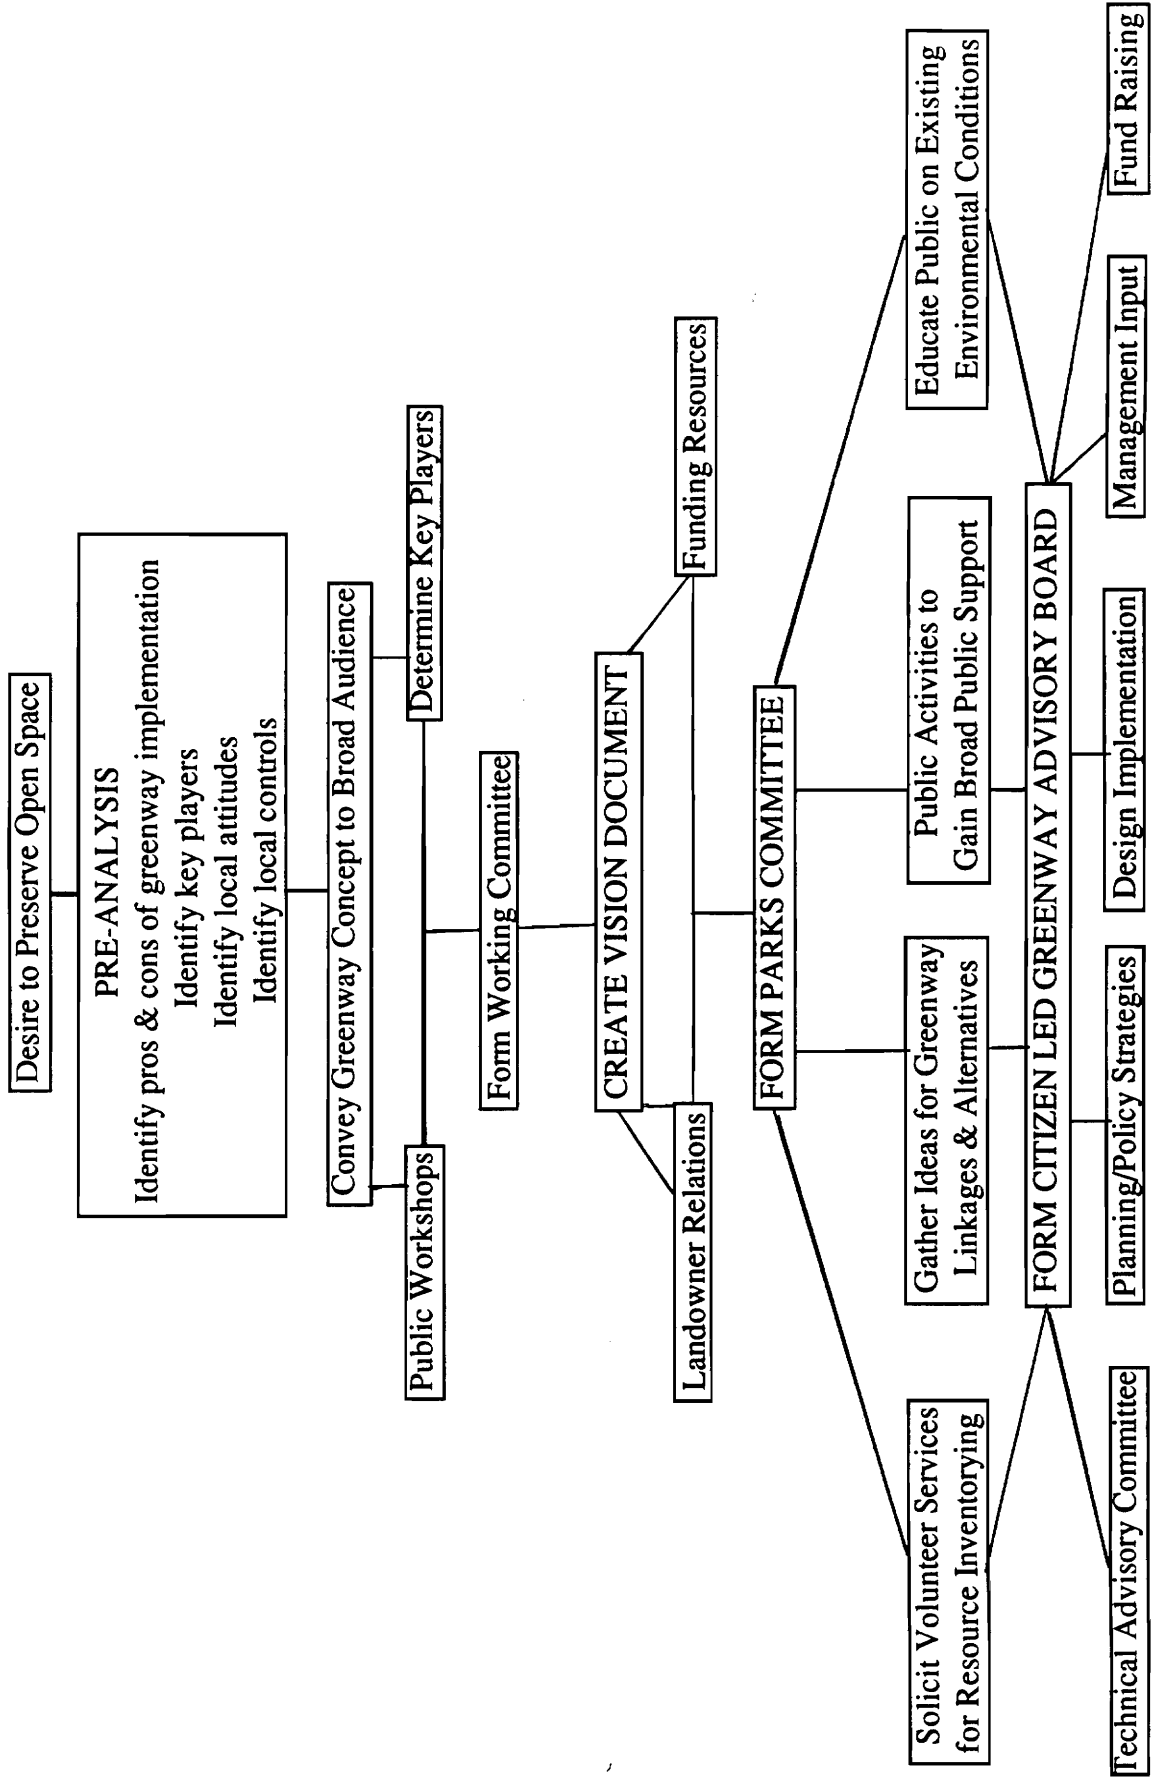 Desire to Preserve Open Space
PRE-ANALYSIS
Identify pros & cons of greenway implementation
Identify key players
Identify local attitudes
Identify local controls
Convey Greenway Concept to Broad Audience
Public Workshops
Determine Key Players
Form Working Committee
CREATE VISION DOCUMENT
Landowner Relations
Funding Resources
FORM PARKS COMMITTEE
Solicit Volunteer Services
for Resource Inventorying
Gather Ideas for Greenway
Linkages & Alternatives
Public Activities to
Gain Broad Public Support
Educate Public on Existing
Environmental Conditions
FORM CITIZEN LED GREENWAY ADVISORY BOARD
Technical Advisory Committee
Planning/Policy Strategies
Design Implementation
Management Input
Fund Raising